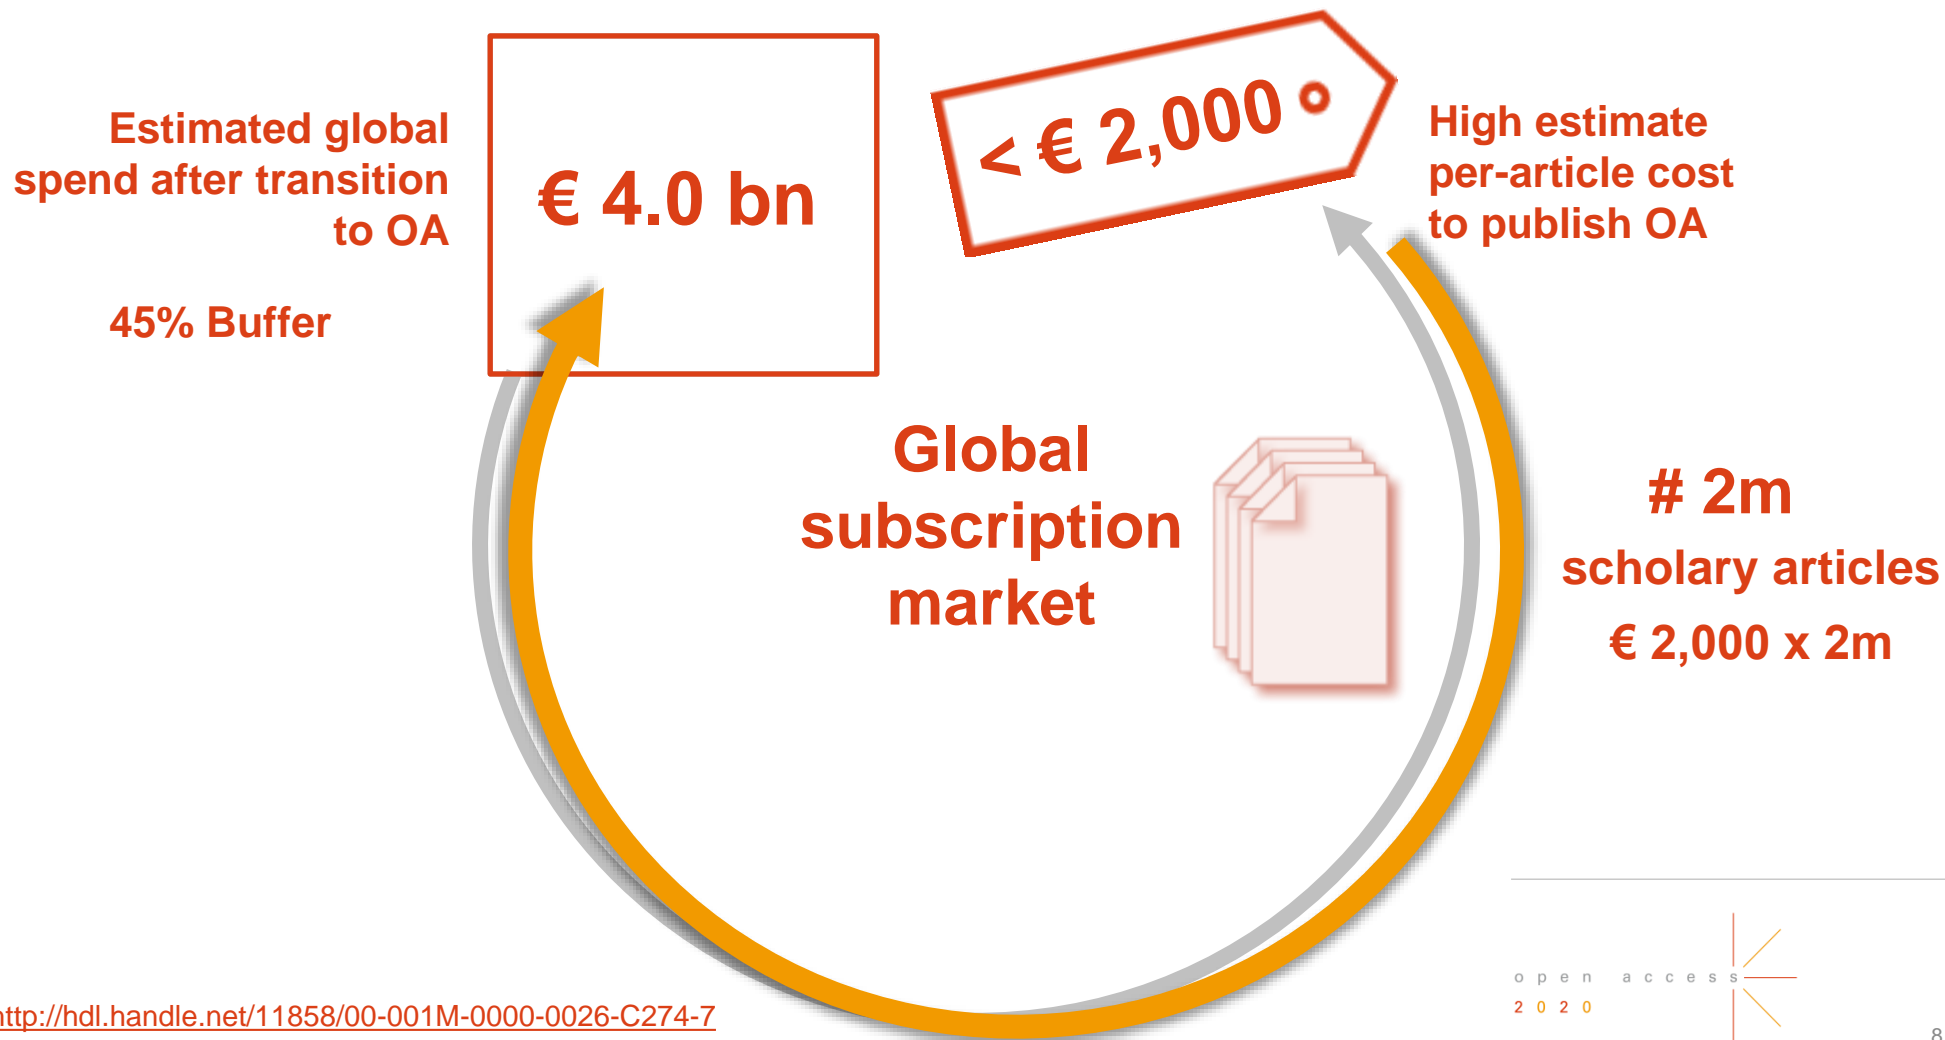 Estimated global
spend after transition
to OA
45% Buffer
€ 4.0 bn
< € 2,000
High estimate
per-article cost
to publish OA
Global
subscription
market
# 2m
scholary articles
€ 2,000 x 2m
http://hdl.handle.net/11858/00-001M-0000-0026-C274-7
open access
2020
8